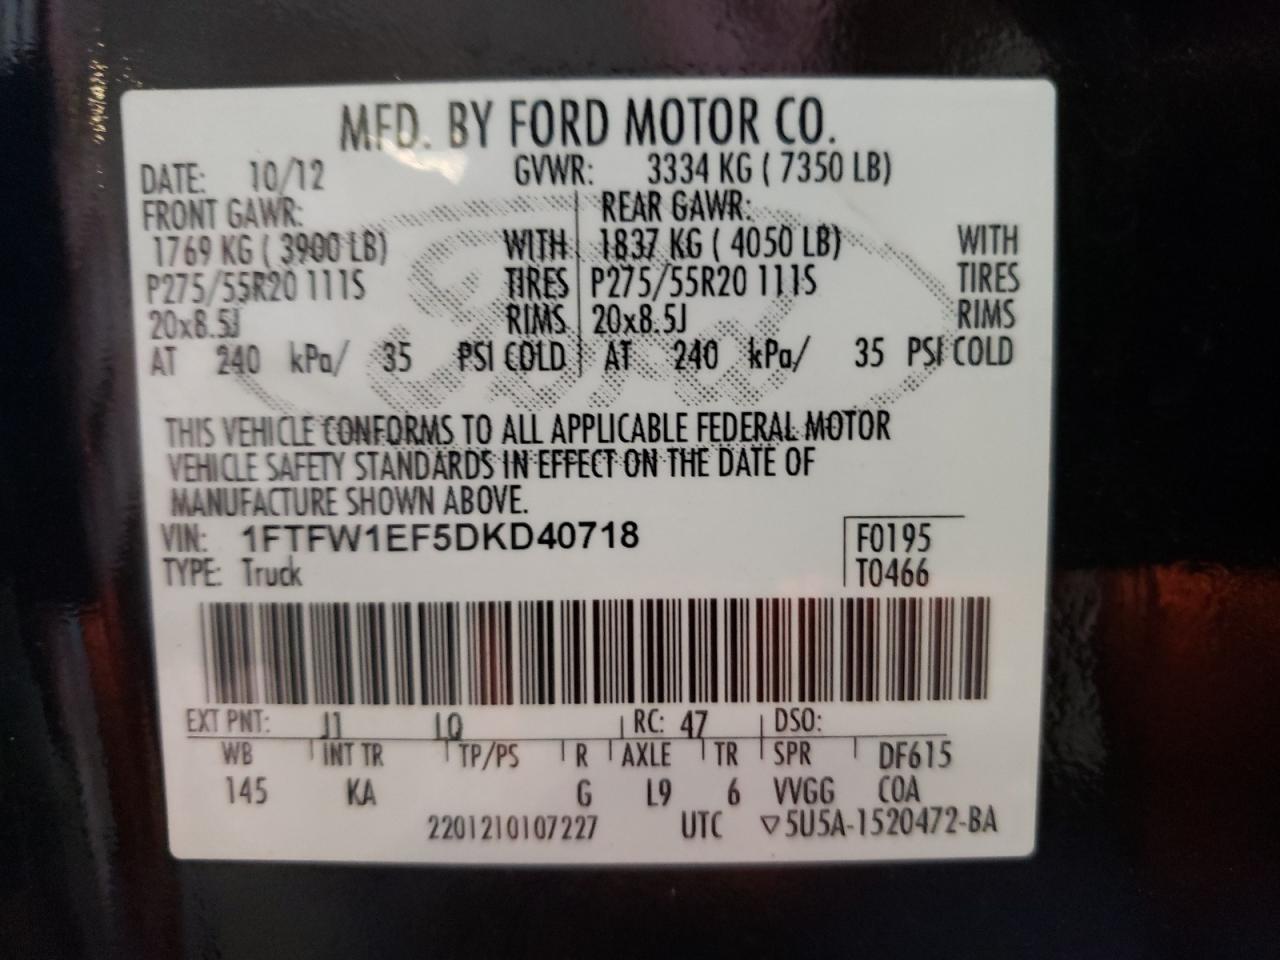 MFD. BY FORD MOTOR CO.
DATE: 10/12 GVWR: 3334 KG ( 7350 LB)
FRONT GAWR: REAR GAWR:
1769 KG ( 3900 LB) WITH 1837 KG ( 4050 LB) WITH
P275/55R20 111S TIRES P275/55R20 111S TIRES
20x8.5J RIMS 20x8.5J RIMS
AT 240 kPa/ 35 PSI COLD AT 240 kPa/ 35 PSI COLD
THIS VEHICLE CONFORMS TO ALL APPLICABLE FEDERAL MOTOR
VEHICLE SAFETY STANDARDS IN EFFECT ON THE DATE OF
MANUFACTURE SHOWN ABOVE.
VIN: 1FTFW1EF5DKD40718 F0195
TYPE: Truck T0466
EXT PNT: J1 LQ RC: 47 DSO:
WB INT TR TP/PS R AXLE TR SPR DF615
145 KA G L9 6 VVGG COA
2201210107227 UTC ▽5U5A-1520472-BA
Ford